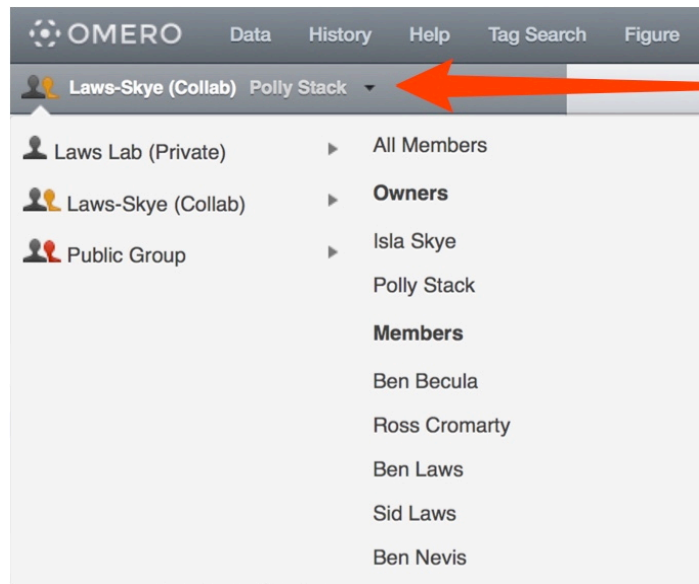 OMERO Data History Help Tag Search Figure
Laws-Skye (Collab) Polly Stack
Laws Lab (Private)
Laws-Skye (Collab)
Public Group
All Members
Owners
Isla Skye
Polly Stack
Members
Ben Becula
Ross Cromarty
Ben Laws
Sid Laws
Ben Nevis